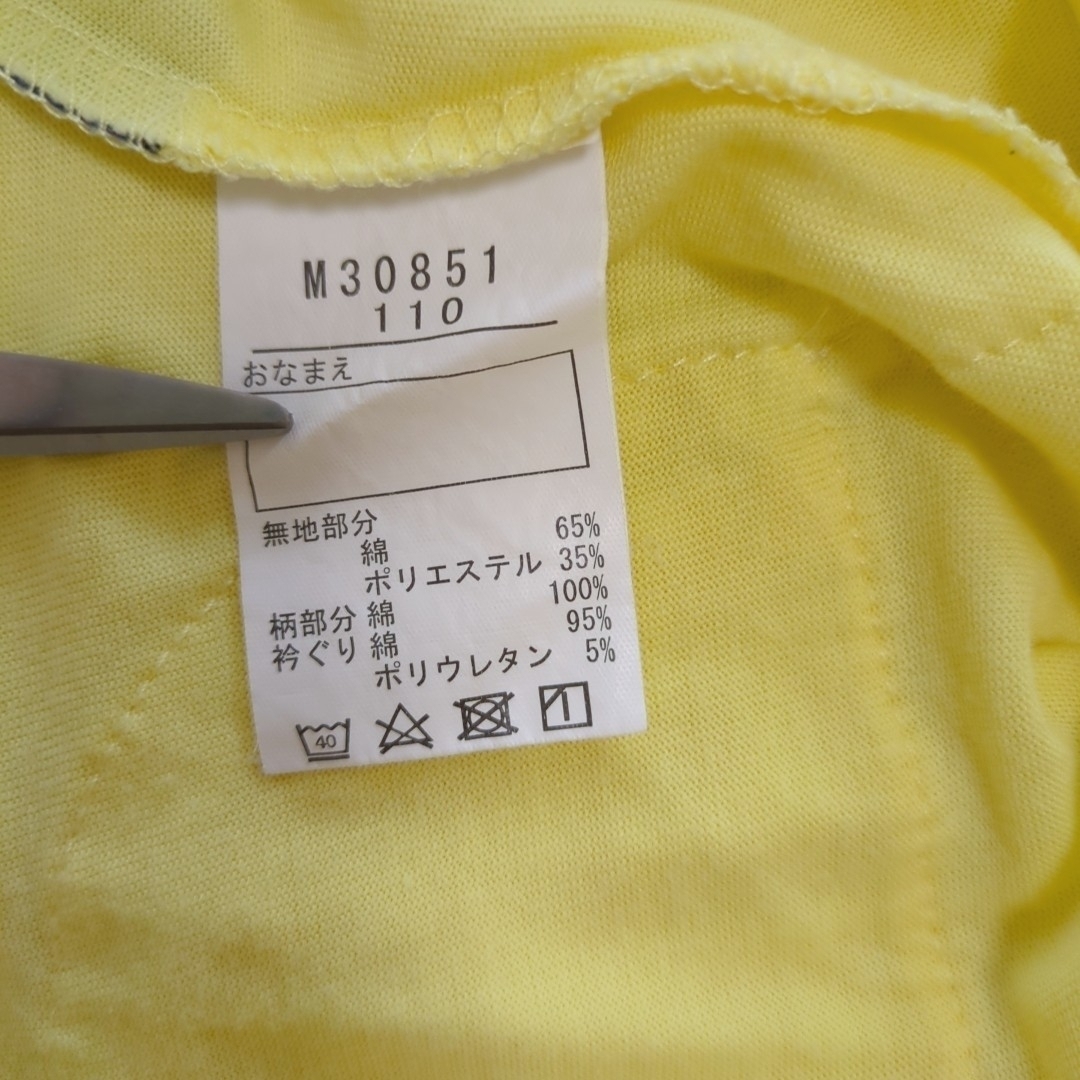 M30851
110
おなまえ
無地部分
綿 65%
ポリエステル 35%
柄部分 綿 100%
衿ぐり 綿 95%
ポリウレタン 5%
40